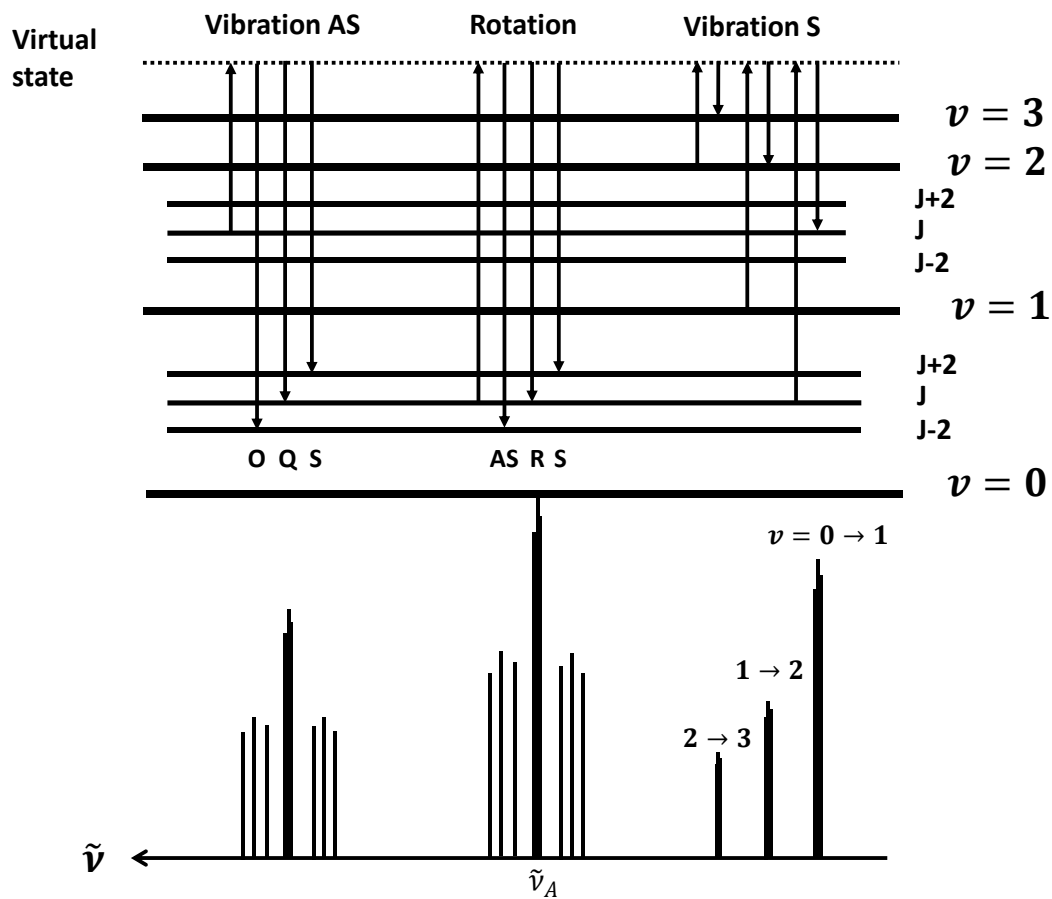 Vibration AS Rotation Vibration S
Virtual
state
v = 3
v = 2
J+2
J
J-2
v = 1
J+2
J
J-2
O Q S AS R S
v = 0
v = 0 → 1
1 → 2
2 → 3
ν̃
ν̃_A